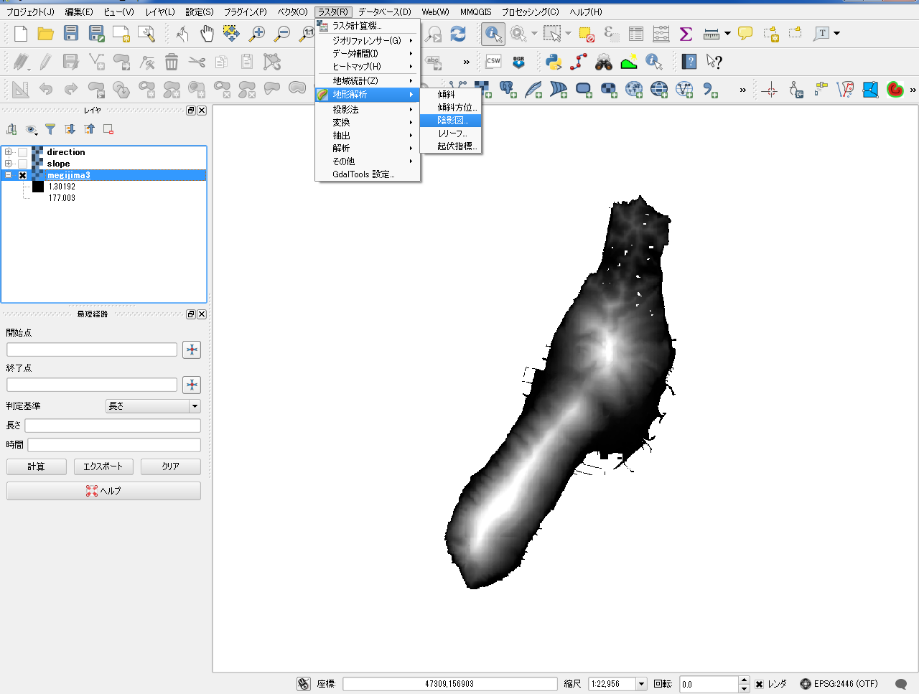 プロジェクト(J) 編集(E) ビュー(V) レイヤ(L) 設定(S) プラグイン(P) ベクタ(O) ラスタ(R) データベース(D) Web(W) MMQGIS プロセッシング(C) ヘルプ(H)
ラスタ計算機...
ジオリファレンサー(G)
データ補間(I)
ヒートマップ(H)
地域統計(Z)
地形解析
投影法
変換
抽出
解析
その他
GdalTools 設定...
傾斜
傾斜方位...
陰影図...
レリーフ...
起伏指標...
CSW
レイヤ
direction
slope
megijima3
1.30192
177.003
最短経路
開始点
終了点
判定基準 長さ
長さ
時間
計算 エクスポート クリア
ヘルプ
座標 47309,156903 縮尺 1:22,956 回転 0.0 レンダ EPSG:2446 (OTF)